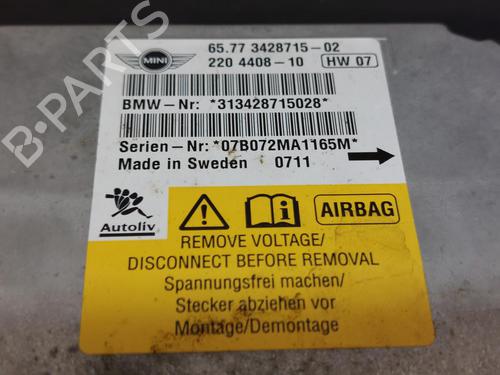 MINI
65.77 3428715-02
220 4408-10 HW 07
BMW-Nr: *313428715028*
Serien-Nr: *07B072MA1165M*
Made in Sweden 0711
Autoliv
AIRBAG
REMOVE VOLTAGE/
DISCONNECT BEFORE REMOVAL
Spannungsfrei machen/
Stecker abziehen vor
Montage/Demontage